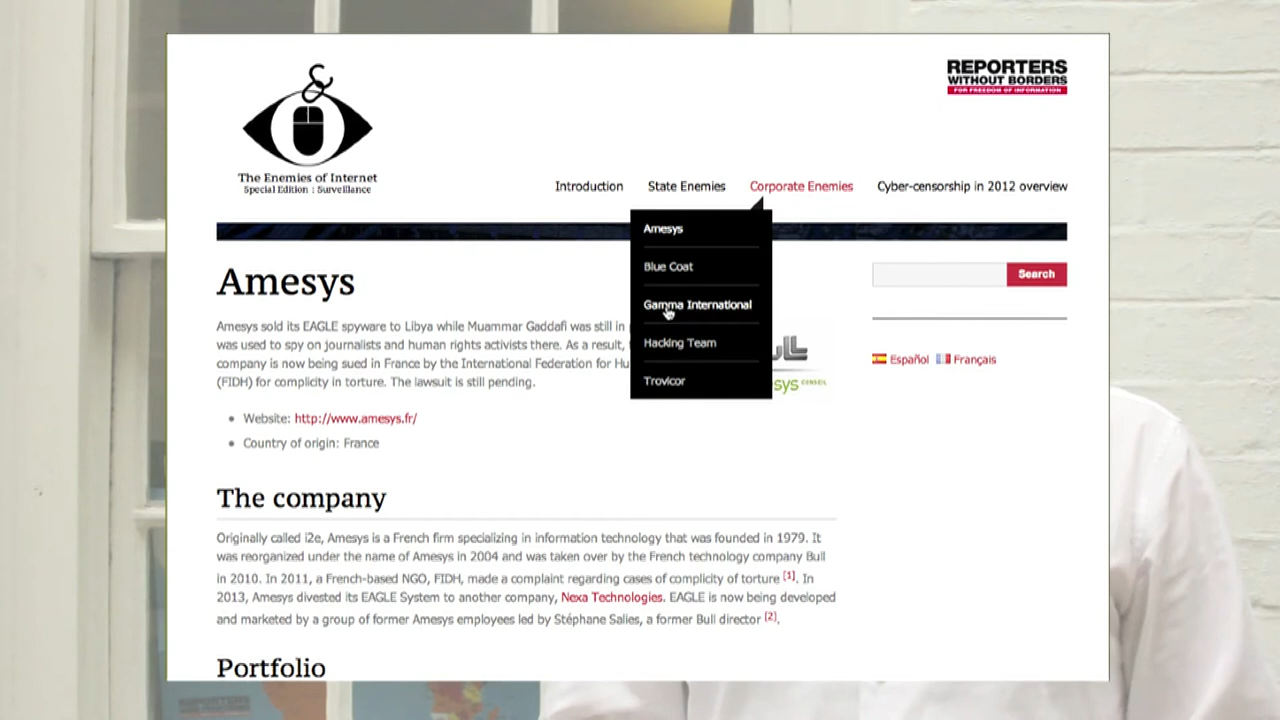 REPORTERS
WITHOUT BORDERS
FOR FREEDOM OF INFORMATION
The Enemies of Internet
Special Edition : Surveillance
Introduction State Enemies Corporate Enemies Cyber-censorship in 2012 overview
Amesys
Blue Coat
Gamma International
Hacking Team
Trovicor
Search
Español Français
Amesys
Amesys sold its EAGLE spyware to Libya while Muammar Gaddafi was still in
was used to spy on journalists and human rights activists there. As a result,
company is now being sued in France by the International Federation for Hu
(FIDH) for complicity in torture. The lawsuit is still pending.
sys CONSEIL
• Website: http://www.amesys.fr/
• Country of origin: France
The company
Originally called i2e, Amesys is a French firm specializing in information technology that was founded in 1979. It
was reorganized under the name of Amesys in 2004 and was taken over by the French technology company Bull
in 2010. In 2011, a French-based NGO, FIDH, made a complaint regarding cases of complicity of torture [1]. In
2013, Amesys divested its EAGLE System to another company, Nexa Technologies. EAGLE is now being developed
and marketed by a group of former Amesys employees led by Stéphane Salies, a former Bull director [2].
Portfolio
REPORTERS